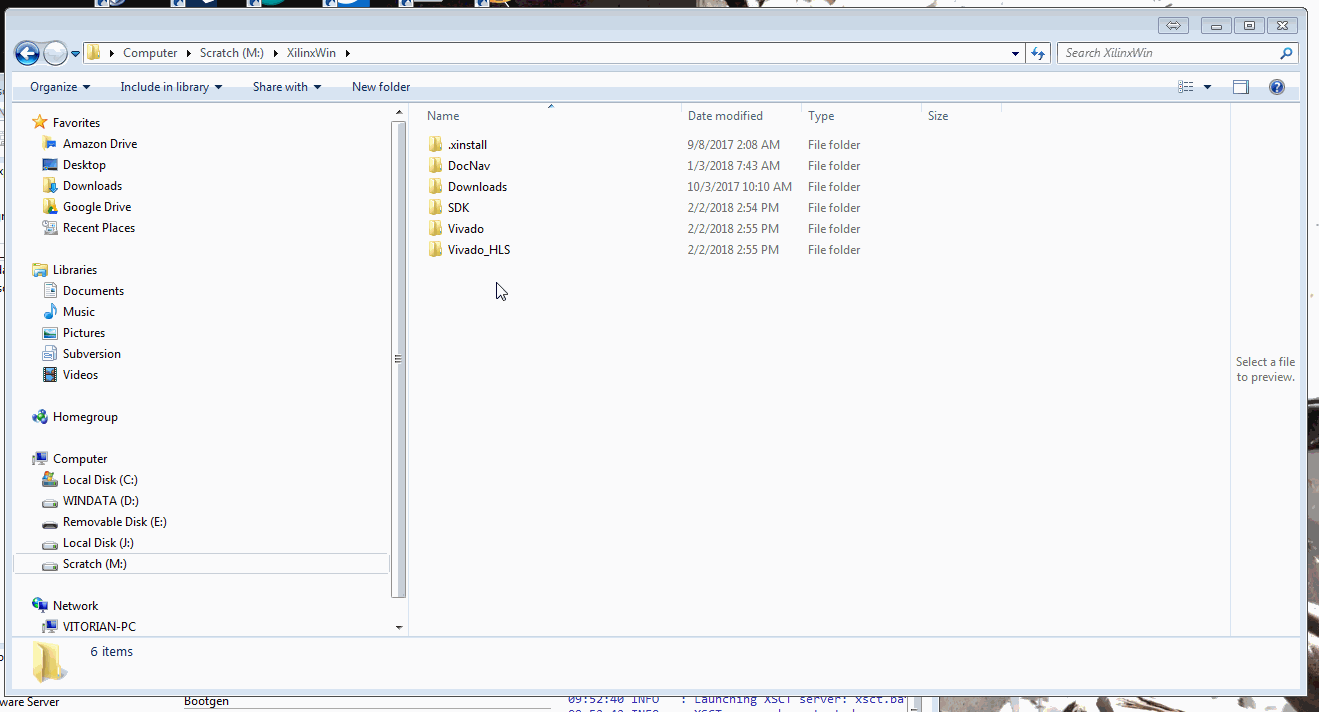 Computer Scratch (M:) XilinxWin
Search XilinxWin
Organize Include in library Share with New folder
Name Date modified Type Size
Favorites
Amazon Drive
Desktop
Downloads
Google Drive
Recent Places
Libraries
Documents
Music
Pictures
Subversion
Videos
Homegroup
Computer
Local Disk (C:)
WINDATA (D:)
Removable Disk (E:)
Local Disk (J:)
Scratch (M:)
Network
VITORIAN-PC
.xinstall 9/8/2017 2:08 AM File folder
DocNav 1/3/2018 7:43 AM File folder
Downloads 10/3/2017 10:10 AM File folder
SDK 2/2/2018 2:54 PM File folder
Vivado 2/2/2018 2:55 PM File folder
Vivado_HLS 2/2/2018 2:55 PM File folder
Select a file
to preview.
6 items
ware Server Bootgen 09:52:40 INFO : Launching XSCT server: xsct.ba